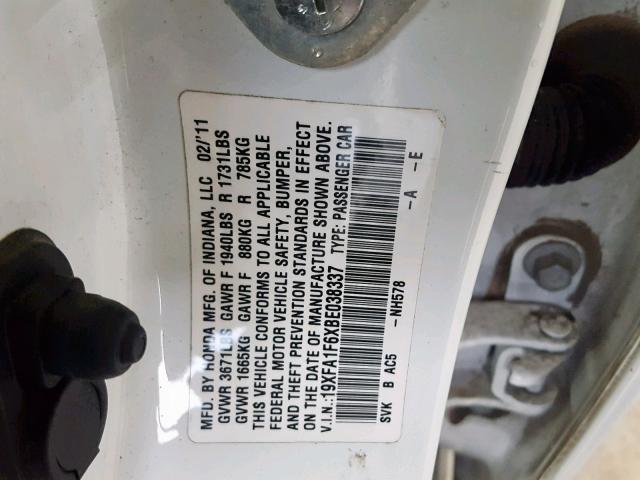 MFD. BY HONDA MFG. OF INDIANA, LLC 02/'11
GVWR 3671LBS GAWR F 1940LBS R 1731LBS
GVWR 1665KG GAWR F 880KG R 785KG
THIS VEHICLE CONFORMS TO ALL APPLICABLE
FEDERAL MOTOR VEHICLE SAFETY, BUMPER,
AND THEFT PREVENTION STANDARDS IN EFFECT
ON THE DATE OF MANUFACTURE SHOWN ABOVE.
V.I.N.:19XFA1F6XBE038337 TYPE: PASSENGER CAR
SVK B AC5 -NH578 -A -E